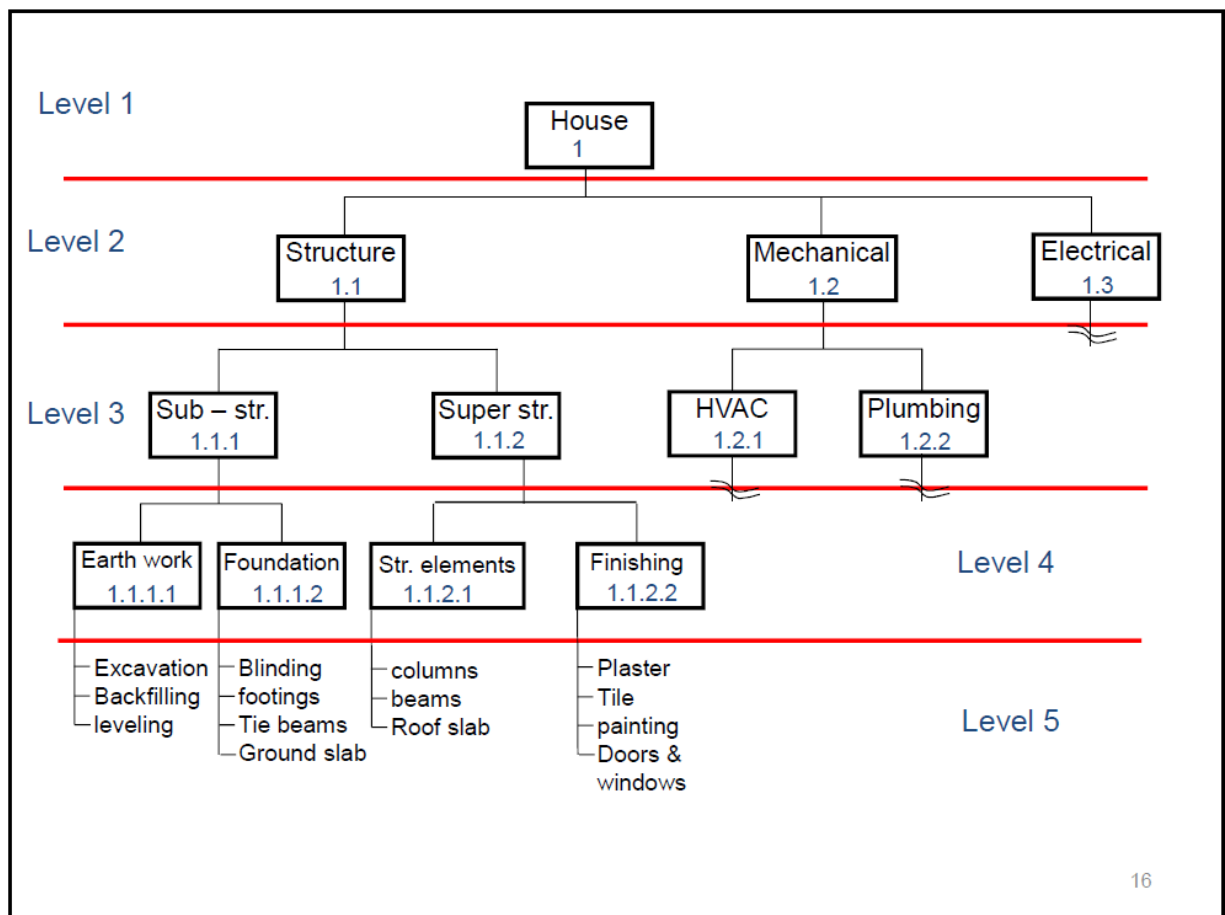 Level 1
House
1
Level 2
Structure
1.1
Mechanical
1.2
Electrical
1.3
Level 3
Sub – str.
1.1.1
Super str.
1.1.2
HVAC
1.2.1
Plumbing
1.2.2
Earth work
1.1.1.1
Foundation
1.1.1.2
Str. elements
1.1.2.1
Finishing
1.1.2.2
Level 4
Excavation
Backfilling
leveling
Blinding
footings
Tie beams
Ground slab
columns
beams
Roof slab
Plaster
Tile
painting
Doors &
windows
Level 5
16